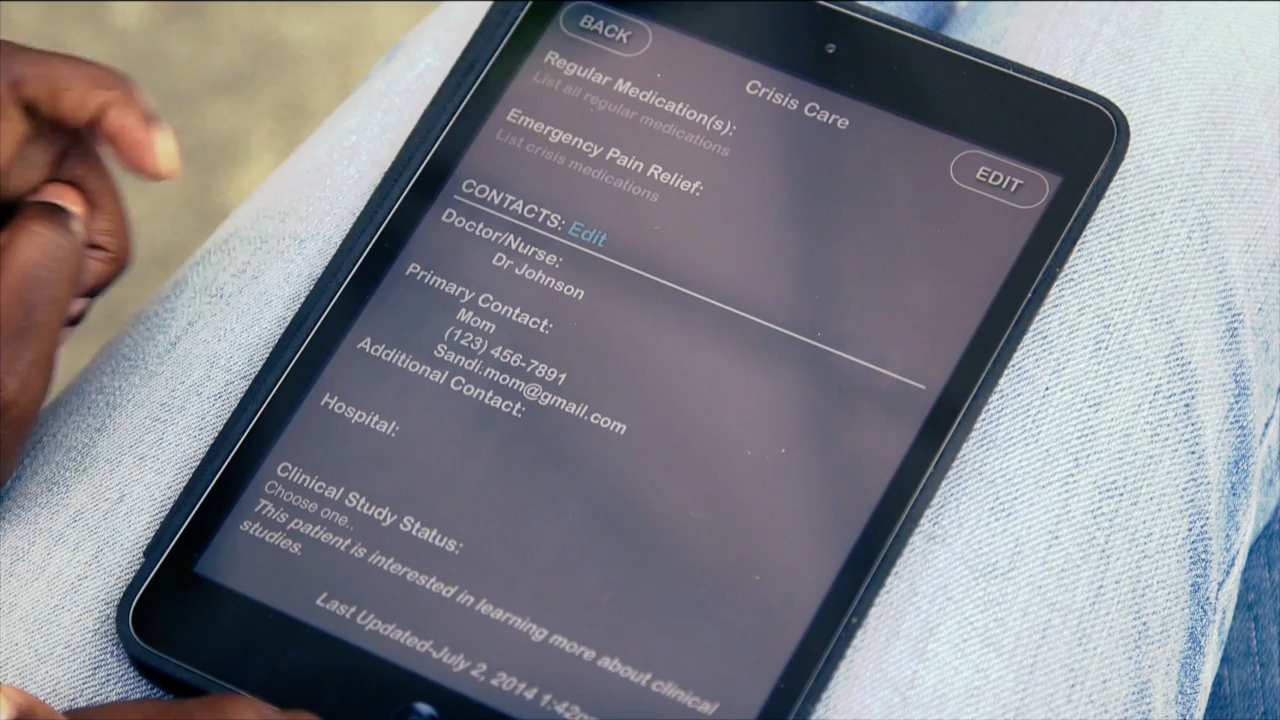 BACK
Crisis Care
EDIT
Regular Medication(s):
List all regular medications
Emergency Pain Relief:
List crisis medications
CONTACTS: Edit
Doctor/Nurse:
Dr Johnson
Primary Contact:
Mom
(123) 456-7891
Sandi.mom@gmail.com
Additional Contact:
Hospital:
Clinical Study Status:
Choose one..
This patient is interested in learning more about clinical
studies.
Last Updated-July 2, 2014 1:42